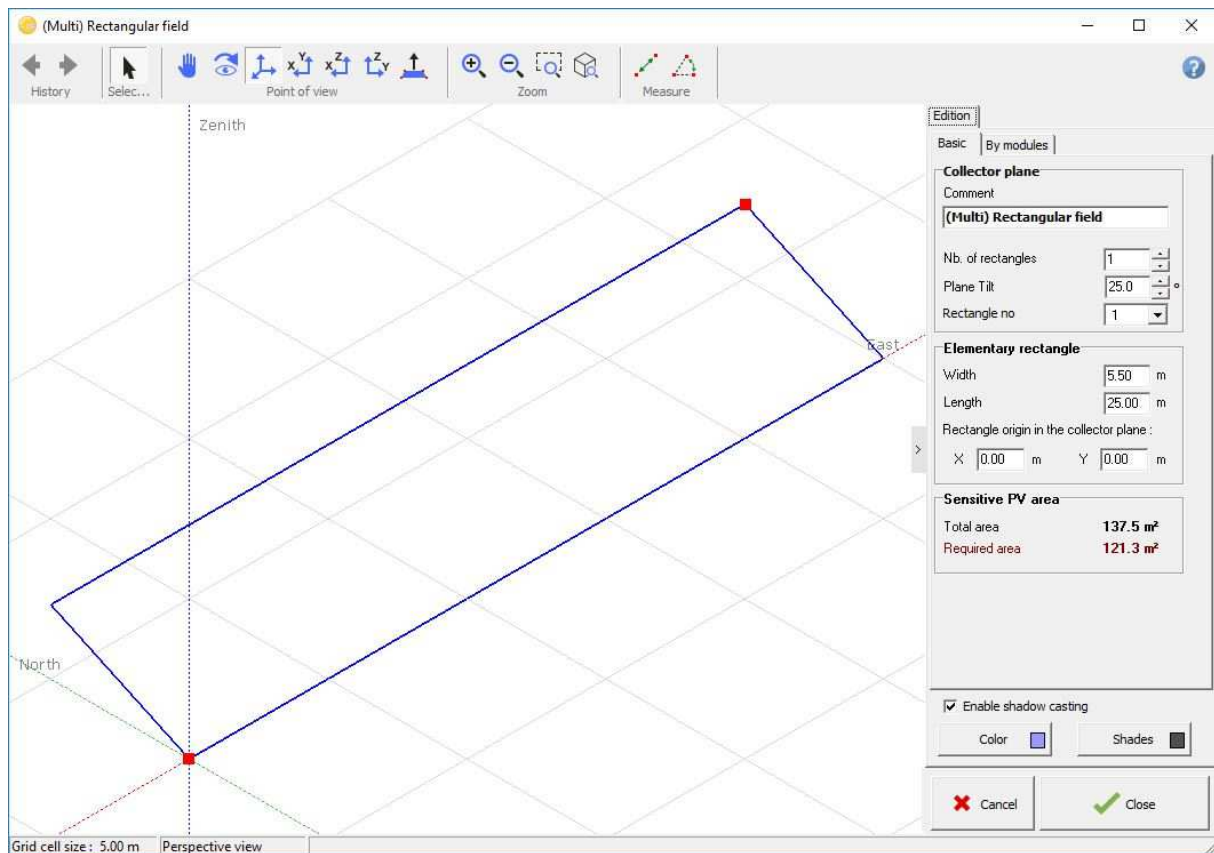 (Multi) Rectangular field
History
Selec...
Point of view
Zoom
Measure
Zenith
East
North
Edition
Basic By modules
Collector plane
Comment
(Multi) Rectangular field
Nb. of rectangles 1
Plane Tilt 25.0 °
Rectangle no 1
Elementary rectangle
Width 5.50 m
Length 25.00 m
Rectangle origin in the collector plane :
X 0.00 m Y 0.00 m
Sensitive PV area
Total area 137.5 m²
Required area 121.3 m²
Enable shadow casting
Color Shades
Cancel Close
Grid cell size : 5.00 m Perspective view